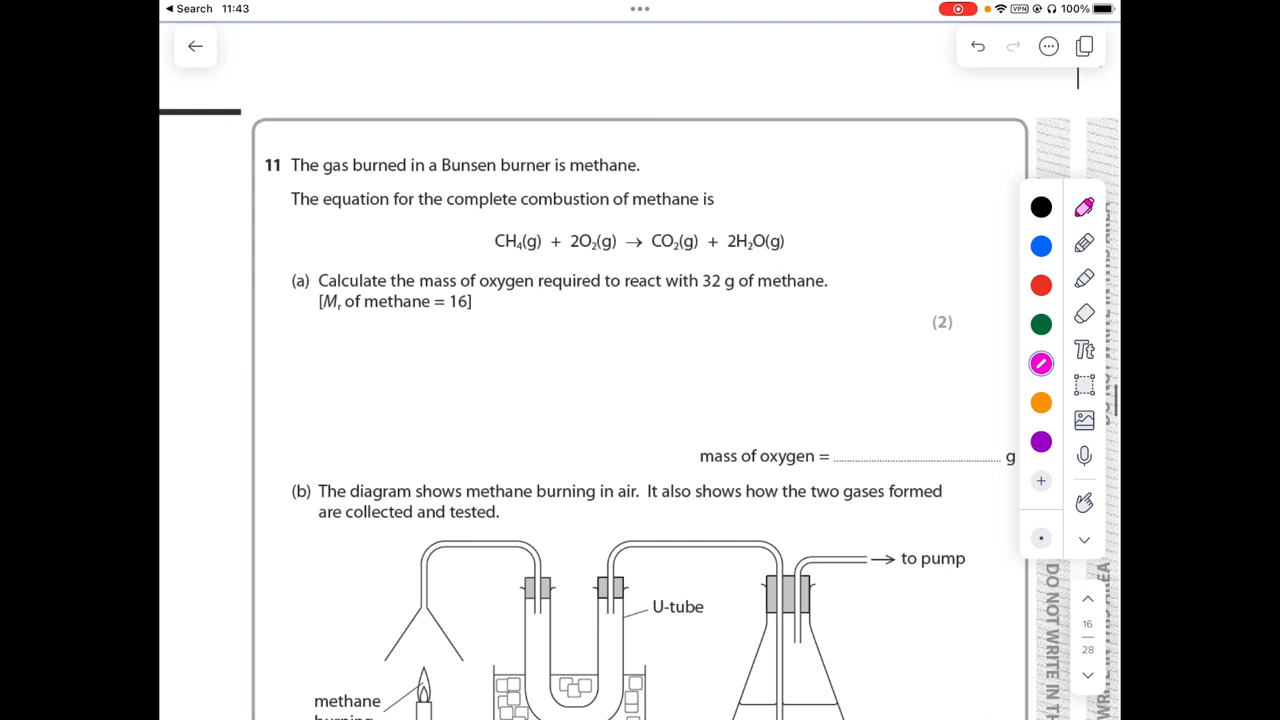 Search 11:43
VPN 100%
11 The gas burned in a Bunsen burner is methane.
The equation for the complete combustion of methane is
CH₄(g) + 2O₂(g) → CO₂(g) + 2H₂O(g)
(a) Calculate the mass of oxygen required to react with 32 g of methane.
[Mᵣ of methane = 16]
(2)
mass of oxygen = ........................................ g
(b) The diagram shows methane burning in air. It also shows how the two gases formed
are collected and tested.
→ to pump
U-tube
methane
burning
Tt
16
28
DO NOT WRITE IN